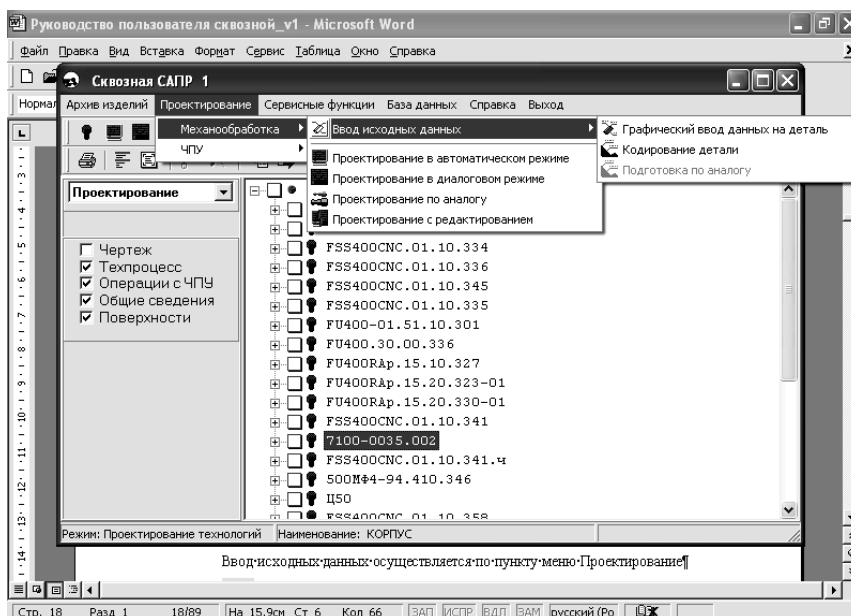 Руководство пользователя сквозной_v1 - Microsoft Word
Файл Правка Вид Вставка Формат Сервис Таблица Окно Справка
Сквозная САПР 1
Архив изделий Проектирование Сервисные функции База данных Справка Выход
Механообработка
ЧПУ
Ввод исходных данных
Проектирование в автоматическом режиме
Проектирование в диалоговом режиме
Проектирование по аналогу
Проектирование с редактированием
Графический ввод данных на деталь
Кодирование детали
Подготовка по аналогу
Проектирование
Чертеж
Техпроцесс
Операции с ЧПУ
Общие сведения
Поверхности
FSS400CNC.01.10.334
FSS400CNC.01.10.336
FSS400CNC.01.10.345
FSS400CNC.01.10.335
FU400-01.51.10.301
FU400.30.00.336
FU400RAp.15.10.327
FU400RAp.15.20.323-01
FU400RAp.15.20.330-01
FSS400CNC.01.10.341
7100-0035.002
FSS400CNC.01.10.341.ч
500МФ4-94.410.346
Ц50
FSS400CNC.01.10.358
Режим: Проектирование технологий Наименование: КОРПУС
Ввод·исходных·данных·осуществляется·по·пункту·меню·Проектирование¶
Стр. 18 Разд 1 18/89 На 15.9см Ст 6 Кол 66 ЗАП ИСПР ВДЛ ЗАМ русский (Ро